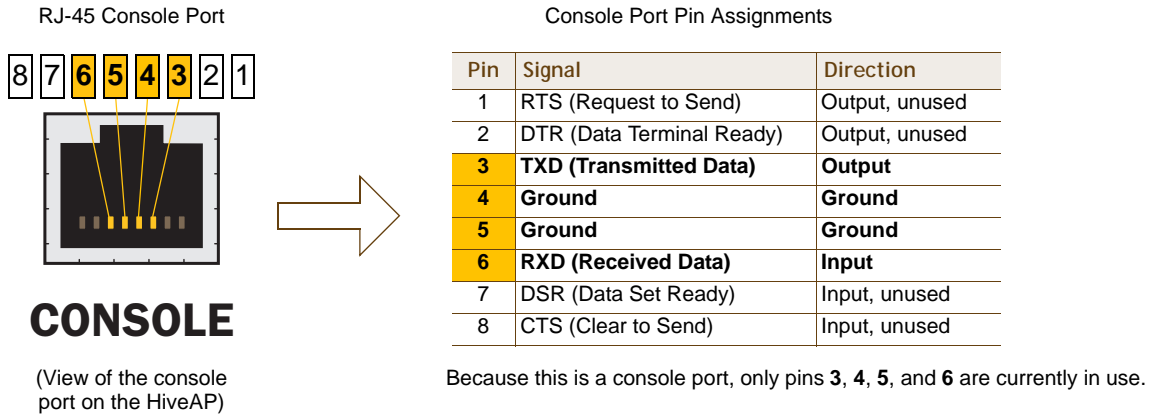 RJ-45 Console Port
8 7 6 5 4 3 2 1
CONSOLE
(View of the console
port on the HiveAP)
Console Port Pin Assignments
Pin Signal Direction
1 RTS (Request to Send) Output, unused
2 DTR (Data Terminal Ready) Output, unused
3 TXD (Transmitted Data) Output
4 Ground Ground
5 Ground Ground
6 RXD (Received Data) Input
7 DSR (Data Set Ready) Input, unused
8 CTS (Clear to Send) Input, unused
Because this is a console port, only pins 3, 4, 5, and 6 are currently in use.